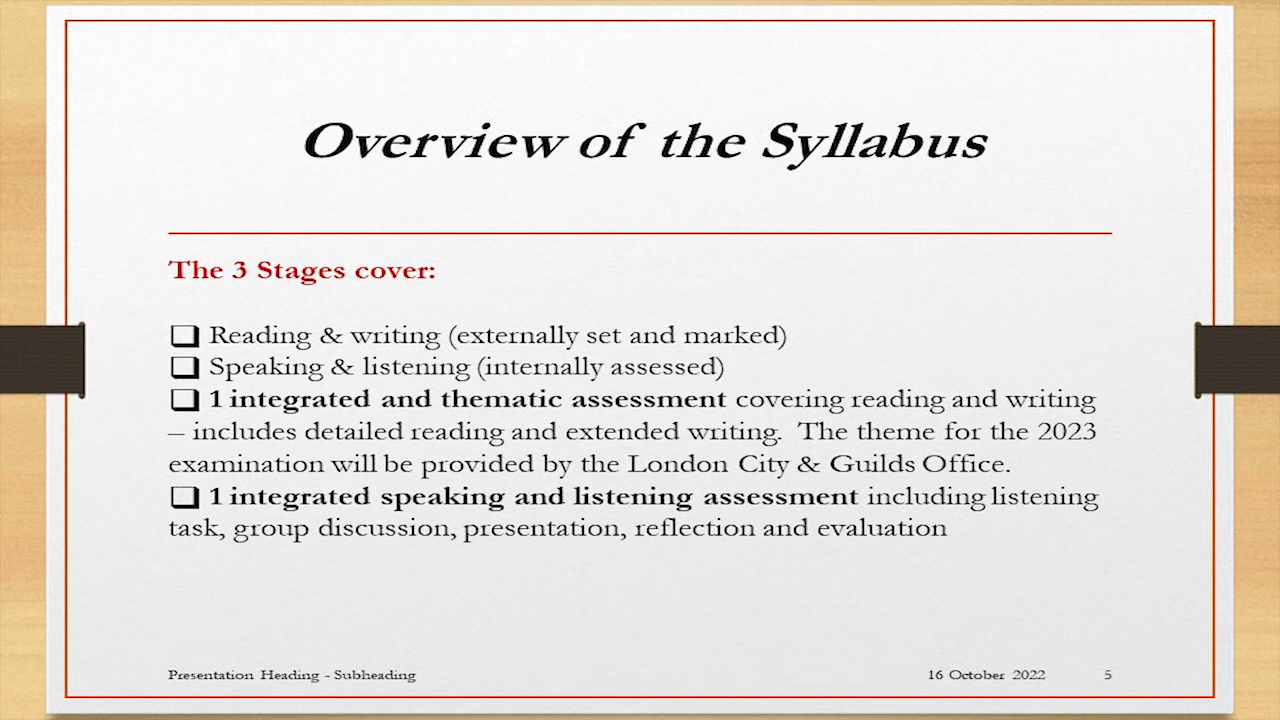 Overview of the Syllabus
The 3 Stages cover:
❑ Reading & writing (externally set and marked)
❑ Speaking & listening (internally assessed)
❑ 1 integrated and thematic assessment covering reading and writing
– includes detailed reading and extended writing. The theme for the 2023
examination will be provided by the London City & Guilds Office.
❑ 1 integrated speaking and listening assessment including listening
task, group discussion, presentation, reflection and evaluation
Presentation Heading - Subheading 16 October 2022 5